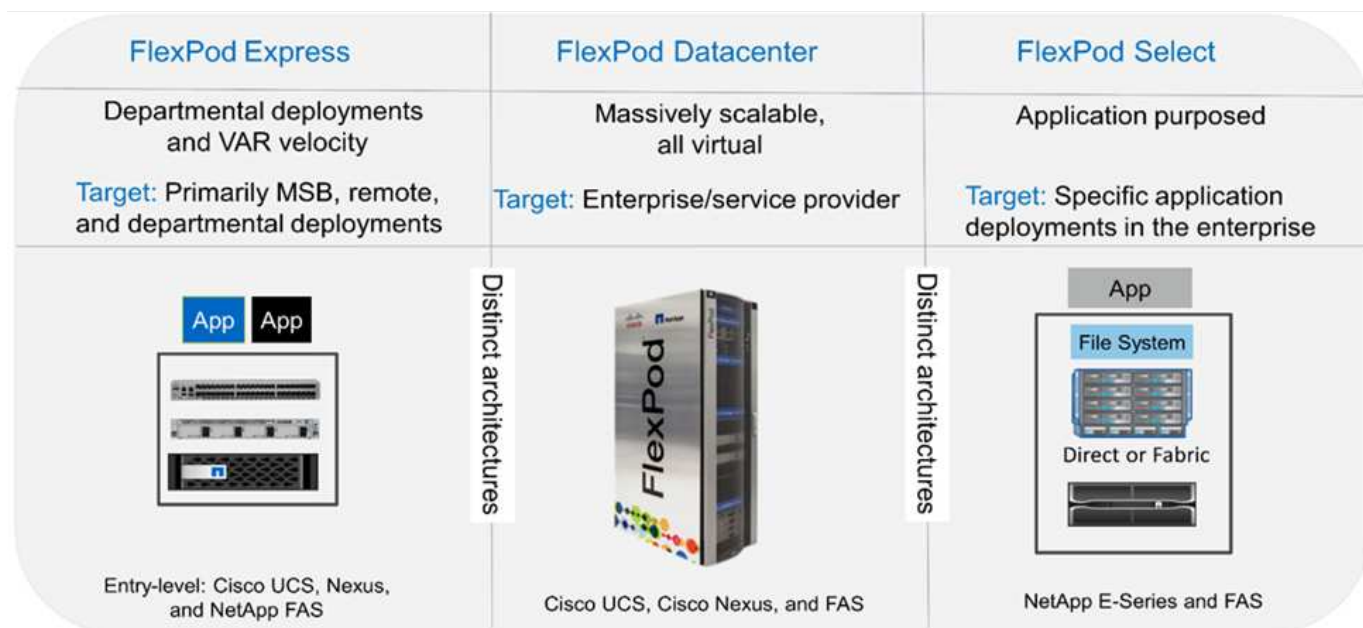 FlexPod Express
Departmental deployments
and VAR velocity
Target: Primarily MSB, remote,
and departmental deployments
App
App
Entry-level: Cisco UCS, Nexus,
and NetApp FAS
Distinct architectures
FlexPod Datacenter
Massively scalable,
all virtual
Target: Enterprise/service provider
FlexPod
Cisco UCS, Cisco Nexus, and FAS
Distinct architectures
FlexPod Select
Application purposed
Target: Specific application
deployments in the enterprise
App
File System
Direct or Fabric
NetApp E-Series and FAS